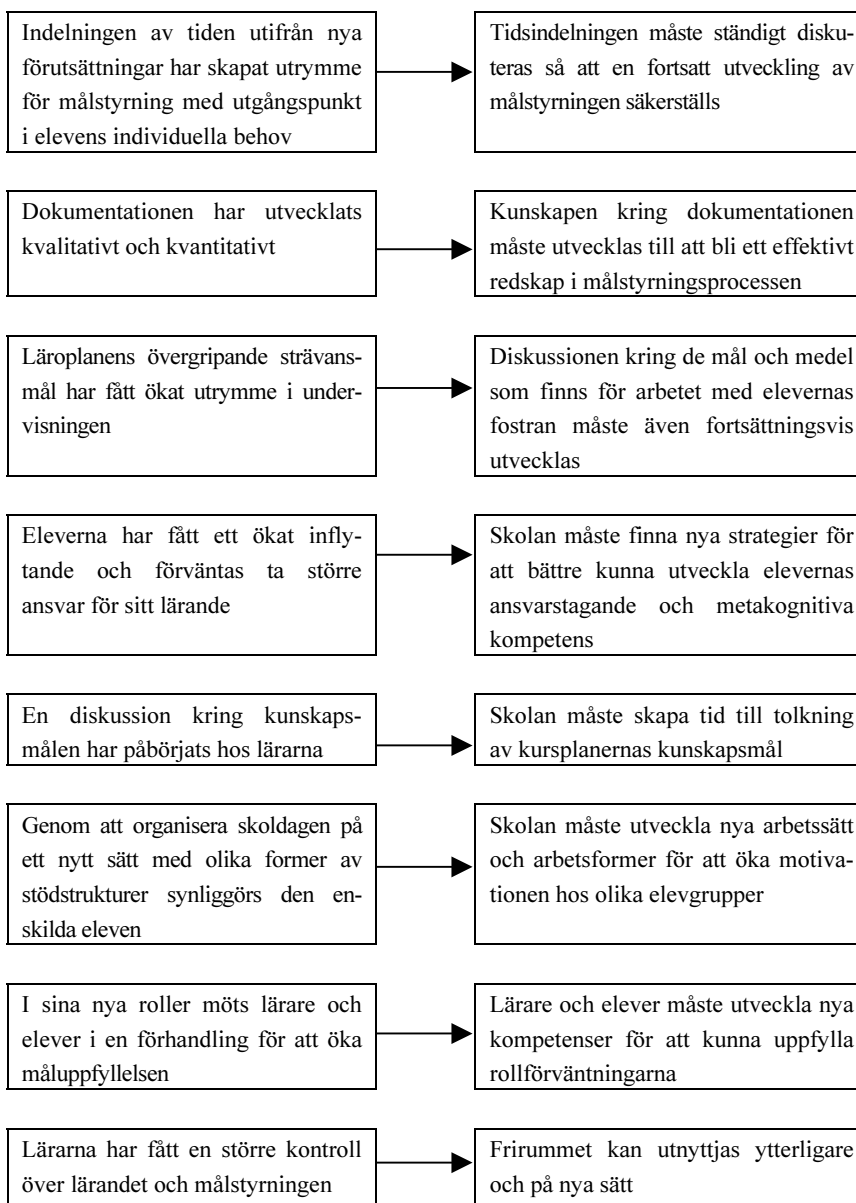 Indelningen av tiden utifrån nya
förutsättningar har skapat utrymme
för målstyrning med utgångspunkt
i elevens individuella behov
Tidsindelningen måste ständigt disku-
teras så att en fortsatt utveckling av
målstyrningen säkerställs
Dokumentationen har utvecklats
kvalitativt och kvantitativt
Kunskapen kring dokumentationen
måste utvecklas till att bli ett effektivt
redskap i målstyrningsprocessen
Läroplanens övergripande strävans-
mål har fått ökat utrymme i under-
visningen
Diskussionen kring de mål och medel
som finns för arbetet med elevernas
fostran måste även fortsättningsvis
utvecklas
Eleverna har fått ett ökat infly-
tande och förväntas ta större
ansvar för sitt lärande
Skolan måste finna nya strategier för
att bättre kunna utveckla elevernas
ansvarstagande och metakognitiva
kompetens
En diskussion kring kunskaps-
målen har påbörjats hos lärarna
Skolan måste skapa tid till tolkning
av kursplanernas kunskapsmål
Genom att organisera skoldagen på
ett nytt sätt med olika former av
stödstrukturer synliggörs den en-
skilda eleven
Skolan måste utveckla nya arbetssätt
och arbetsformer för att öka motiva-
tionen hos olika elevgrupper
I sina nya roller möts lärare och
elever i en förhandling för att öka
måluppfyllelsen
Lärare och elever måste utveckla nya
kompetenser för att kunna uppfylla
rollförväntningarna
Lärarna har fått en större kontroll
över lärandet och målstyrningen
Frirummet kan utnyttjas ytterligare
och på nya sätt